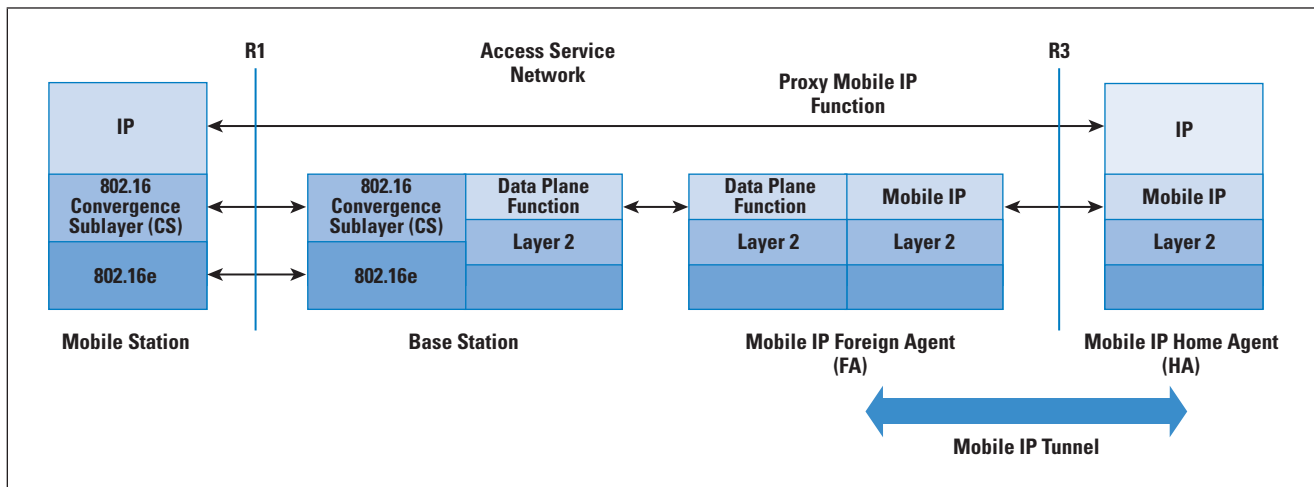 R1
Access Service
Network
R3
Proxy Mobile IP
Function
IP
IP
802.16
Convergence
Sublayer (CS)
802.16
Convergence
Sublayer (CS)
Data Plane
Function
Data Plane
Function
Mobile IP
Mobile IP
Layer 2
Layer 2
Layer 2
Layer 2
802.16e
802.16e
Mobile Station
Base Station
Mobile IP Foreign Agent
(FA)
Mobile IP Home Agent
(HA)
Mobile IP Tunnel